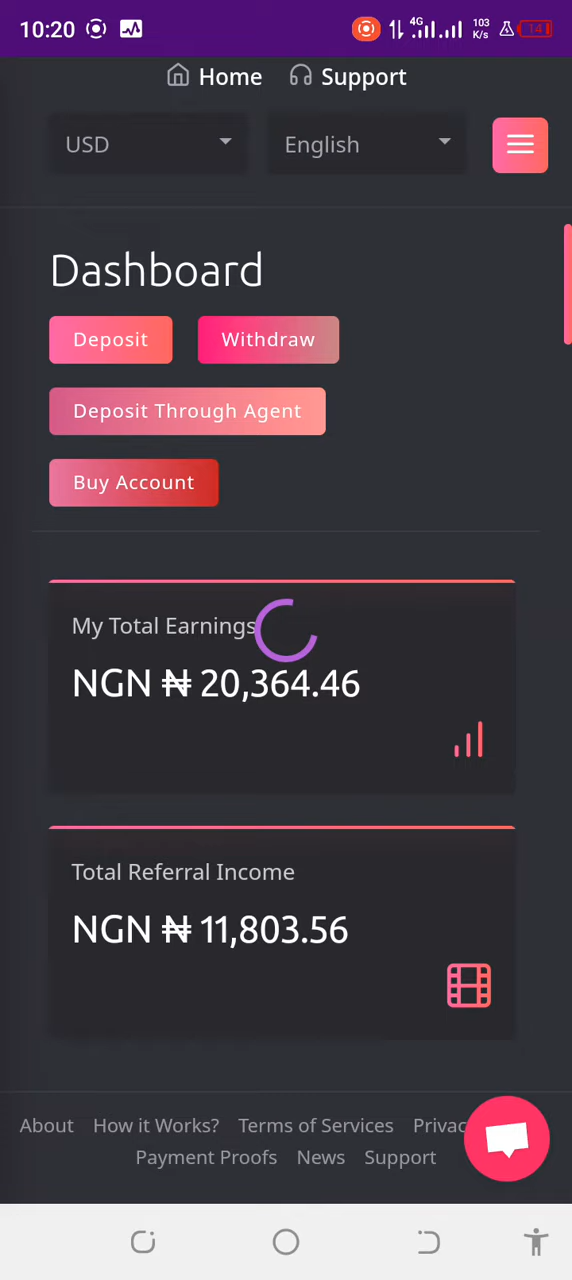 10:20 4G 103 K/s 14
Home Support
USD English
Dashboard
Deposit Withdraw
Deposit Through Agent
Buy Account
My Total Earnings
NGN ₦ 20,364.46
Total Referral Income
NGN ₦ 11,803.56
About How it Works? Terms of Services Privac
Payment Proofs News Support